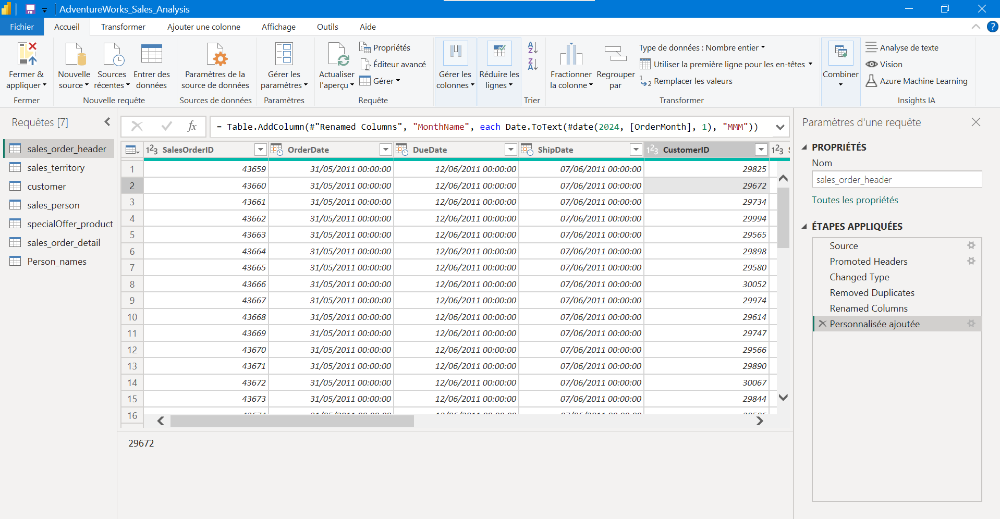 AdventureWorks_Sales_Analysis
Fichier Accueil Transformer Ajouter une colonne Affichage Outils Aide
Fermer & appliquer
Fermer
Nouvelle source
Sources récentes
Entrer des données
Nouvelle requête
Paramètres de la source de données
Sources de données
Gérer les paramètres
Paramètres
Actualiser l'aperçu
Propriétés
Éditeur avancé
Gérer
Requête
Gérer les colonnes
Réduire les lignes
Trier
Fractionner la colonne
Regrouper par
Type de données : Nombre entier
Utiliser la première ligne pour les en-têtes
Remplacer les valeurs
Transformer
Combiner
Analyse de texte
Vision
Azure Machine Learning
Insights IA
Requêtes [7]
sales_order_header
sales_territory
customer
sales_person
specialOffer_product
sales_order_detail
Person_names
fx
= Table.AddColumn(#"Renamed Columns", "MonthName", each Date.ToText(#date(2024, [OrderMonth], 1), "MMM"))
SalesOrderID OrderDate DueDate ShipDate CustomerID
1 43659 31/05/2011 00:00:00 12/06/2011 00:00:00 07/06/2011 00:00:00 29825
2 43660 31/05/2011 00:00:00 12/06/2011 00:00:00 07/06/2011 00:00:00 29672
3 43661 31/05/2011 00:00:00 12/06/2011 00:00:00 07/06/2011 00:00:00 29734
4 43662 31/05/2011 00:00:00 12/06/2011 00:00:00 07/06/2011 00:00:00 29994
5 43663 31/05/2011 00:00:00 12/06/2011 00:00:00 07/06/2011 00:00:00 29565
6 43664 31/05/2011 00:00:00 12/06/2011 00:00:00 07/06/2011 00:00:00 29898
7 43665 31/05/2011 00:00:00 12/06/2011 00:00:00 07/06/2011 00:00:00 29580
8 43666 31/05/2011 00:00:00 12/06/2011 00:00:00 07/06/2011 00:00:00 30052
9 43667 31/05/2011 00:00:00 12/06/2011 00:00:00 07/06/2011 00:00:00 29974
10 43668 31/05/2011 00:00:00 12/06/2011 00:00:00 07/06/2011 00:00:00 29614
11 43669 31/05/2011 00:00:00 12/06/2011 00:00:00 07/06/2011 00:00:00 29747
12 43670 31/05/2011 00:00:00 12/06/2011 00:00:00 07/06/2011 00:00:00 29566
13 43671 31/05/2011 00:00:00 12/06/2011 00:00:00 07/06/2011 00:00:00 29890
14 43672 31/05/2011 00:00:00 12/06/2011 00:00:00 07/06/2011 00:00:00 30067
15 43673 31/05/2011 00:00:00 12/06/2011 00:00:00 07/06/2011 00:00:00 29844
16
29672
Paramètres d'une requête
PROPRIÉTÉS
Nom
sales_order_header
Toutes les propriétés
ÉTAPES APPLIQUÉES
Source
Promoted Headers
Changed Type
Removed Duplicates
Renamed Columns
Personnalisée ajoutée